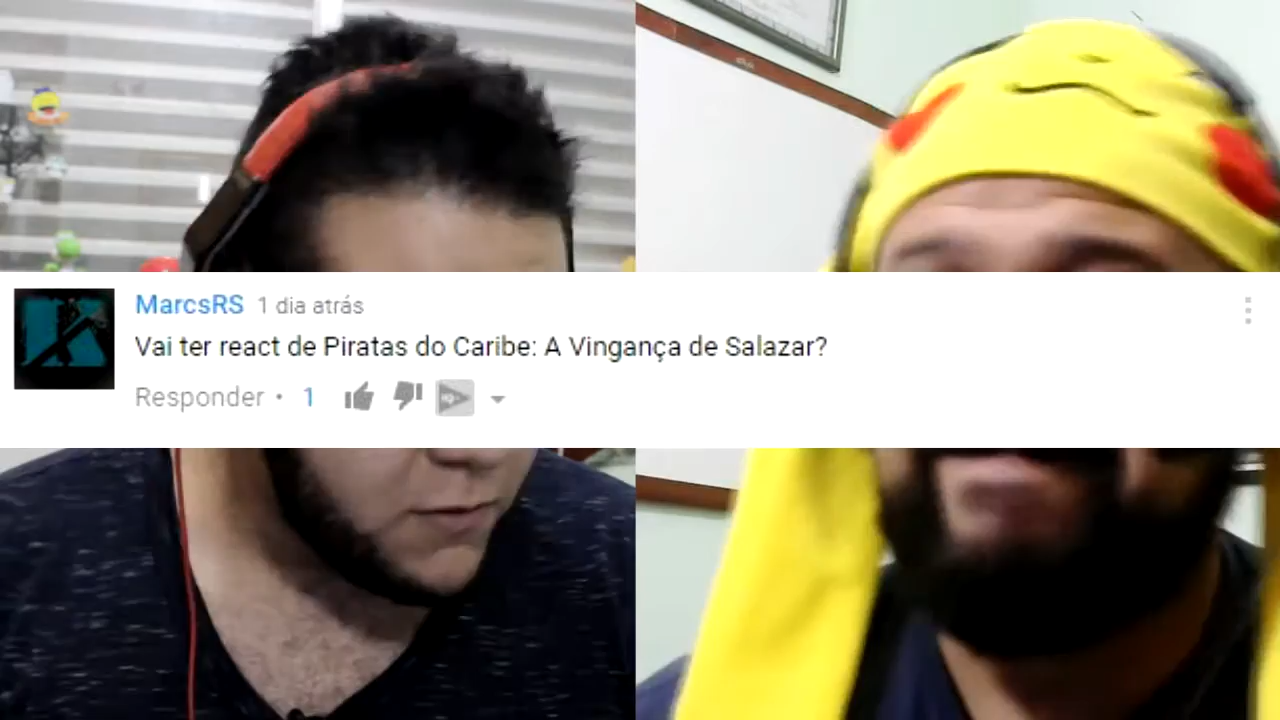 MarcsRS 1 dia atrás
Vai ter react de Piratas do Caribe: A Vingança de Salazar?
Responder • 1